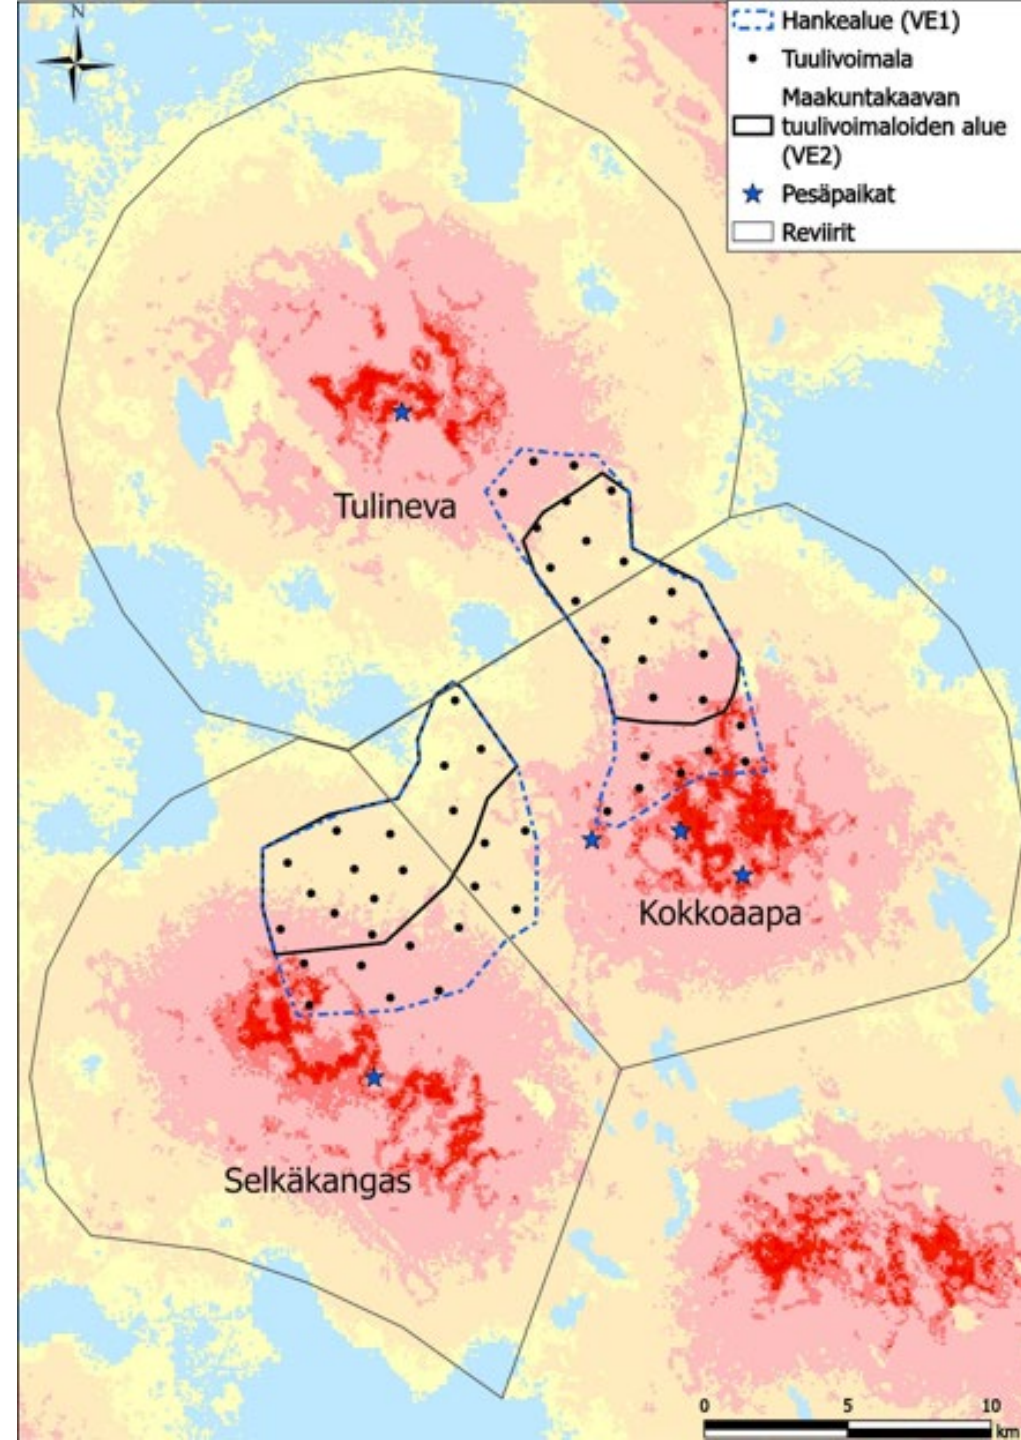 N
Hankealue (VE1)
Tuulivoimala
Maakuntakaavan
tuulivoimaloiden alue
(VE2)
Pesäpaikat
Reviirit
Tulineva
Kokkoaapa
Selkäkangas
0 5 10
km